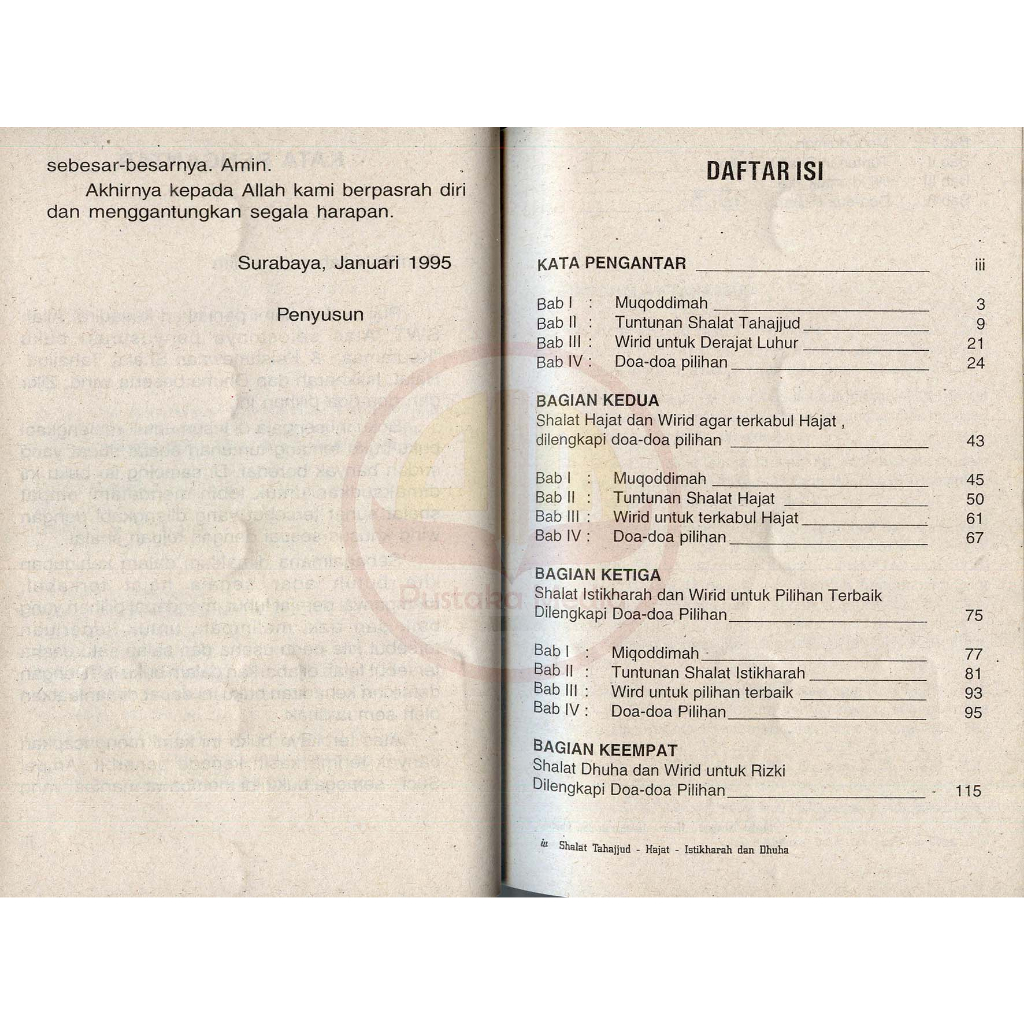 sebesar-besarnya. Amin.
Akhirnya kepada Allah kami berpasrah diri
dan menggantungkan segala harapan.
Surabaya, Januari 1995
Penyusun
DAFTAR ISI
KATA PENGANTAR iii
Bab I : Muqoddimah 3
Bab II : Tuntunan Shalat Tahajjud 9
Bab III : Wirid untuk Derajat Luhur 21
Bab IV : Doa-doa pilihan 24
BAGIAN KEDUA
Shalat Hajat dan Wirid agar terkabul Hajat ,
dilengkapi doa-doa pilihan 43
Bab I : Muqoddimah 45
Bab II : Tuntunan Shalat Hajat 50
Bab III : Wirid untuk terkabul Hajat 61
Bab IV : Doa-doa pilihan 67
BAGIAN KETIGA
Shalat Istikharah dan Wirid untuk Pilihan Terbaik
Dilengkapi Doa-doa Pilihan 75
Bab I : Miqoddimah 77
Bab II : Tuntunan Shalat Istikharah 81
Bab III : Wird untuk pilihan terbaik 93
Bab IV : Doa-doa Pilihan 95
BAGIAN KEEMPAT
Shalat Dhuha dan Wirid untuk Rizki
Dilengkapi Doa-doa Pilihan 115
Shalat Tahajjud - Hajat - Istikharah dan Dhuha
Pustaka